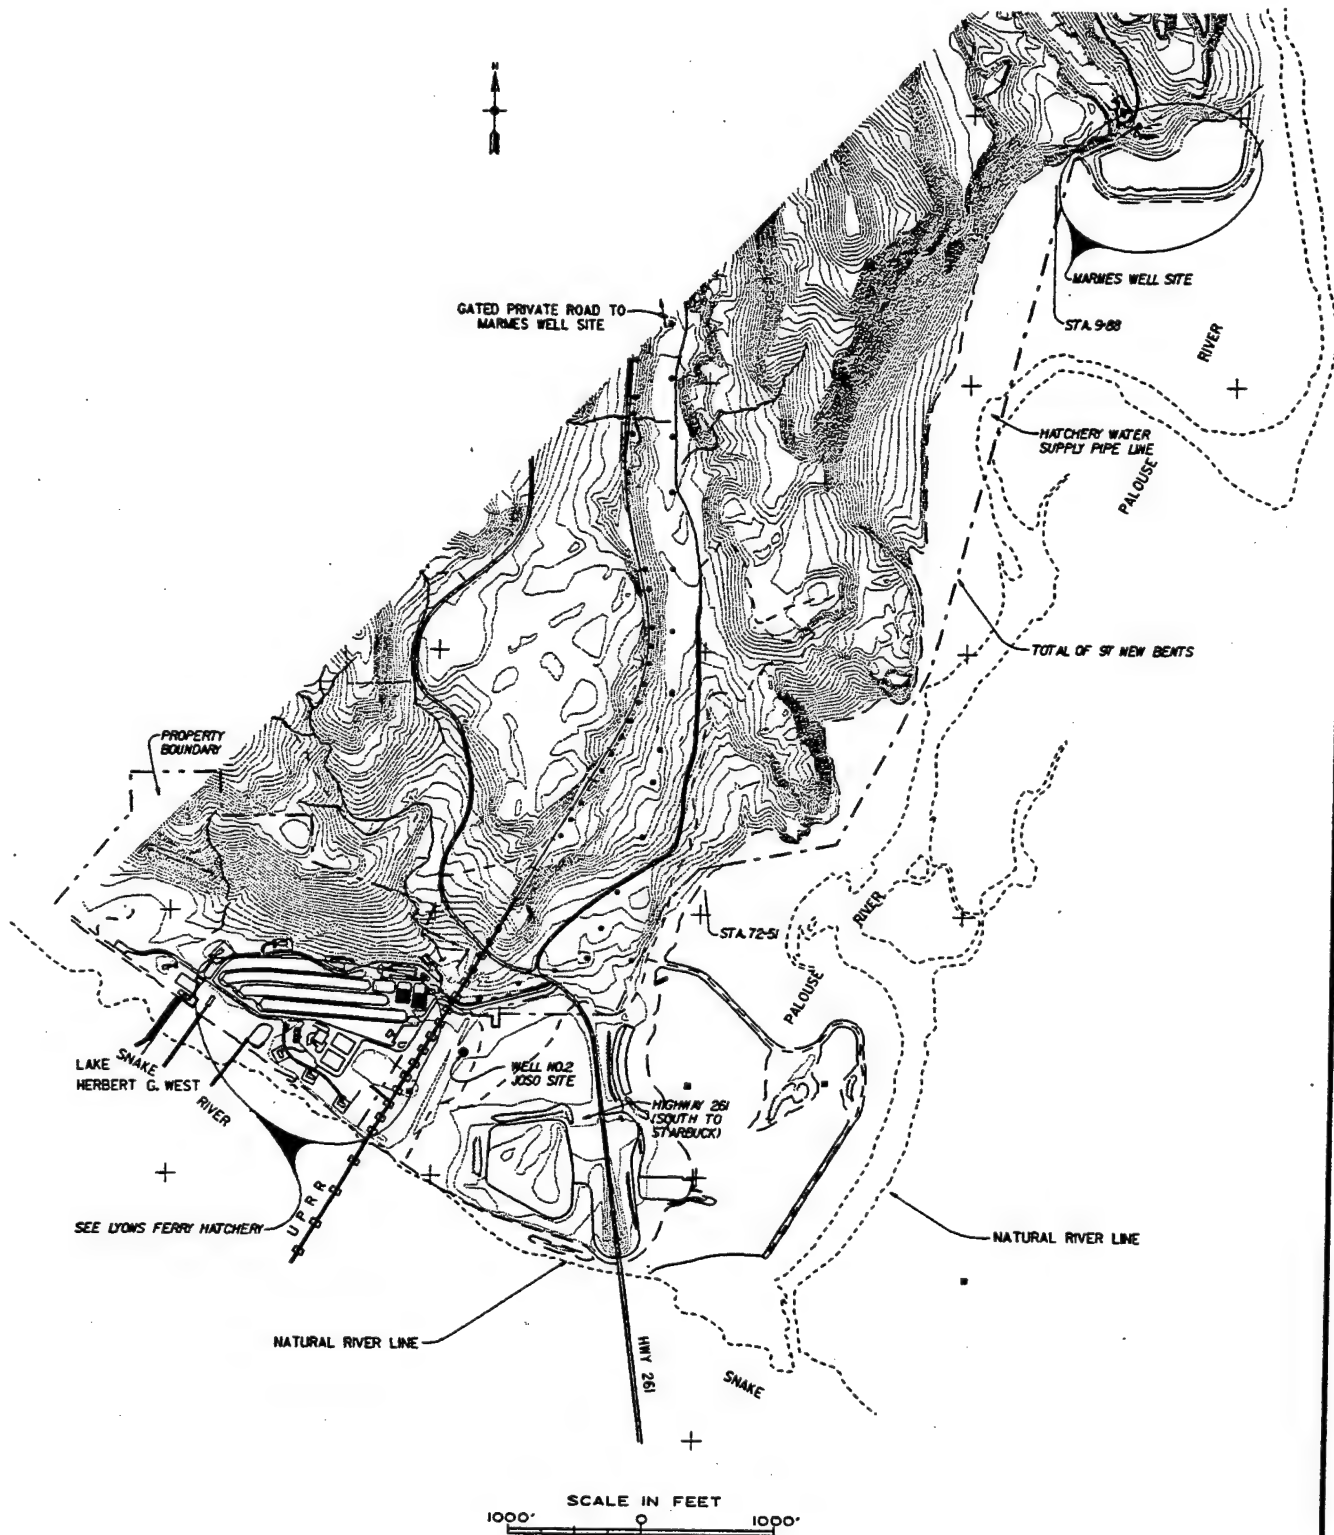 N
GATED PRIVATE ROAD TO
MARMES WELL SITE
MARMES WELL SITE
STA. 9+88
RIVER
HATCHERY WATER
SUPPLY PIPE LINE
PALOUSE
TOTAL OF 97 NEW BENTS
PROPERTY
BOUNDARY
RIVER
STA. 72+51
PALOUSE
LAKE
HERBERT G. WEST
SNAKE
RIVER
WELL NO.2
JOSO SITE
HIGHWAY 261
(SOUTH TO
STARBUCK)
UPRR
SEE LYONS FERRY HATCHERY
NATURAL RIVER LINE
NATURAL RIVER LINE
HWY 261
SNAKE
SCALE IN FEET
1000' 0 1000'